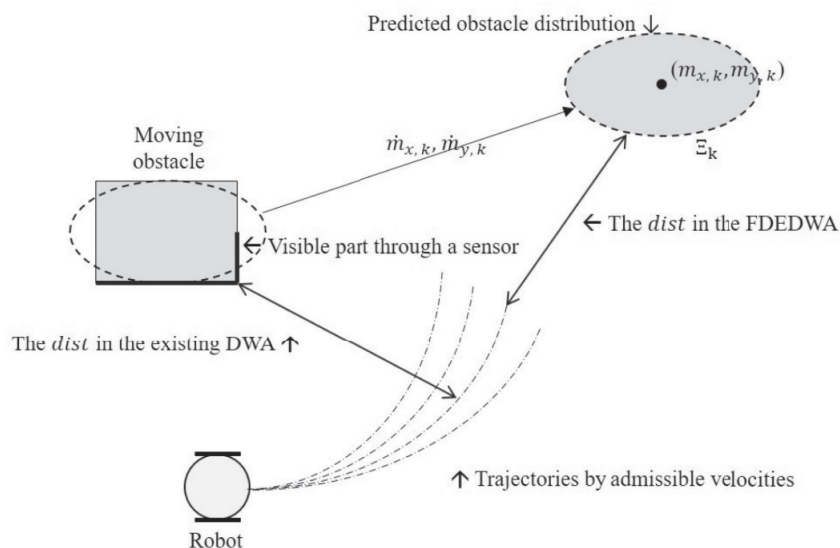 Predicted obstacle distribution ↓
(m_{x,k}, m_{y,k})
Moving
obstacle
ṁ_{x,k}, ṁ_{y,k}
Ξ_k
← The dist in the FDEDWA
← Visible part through a sensor
The dist in the existing DWA ↑
↑ Trajectories by admissible velocities
Robot